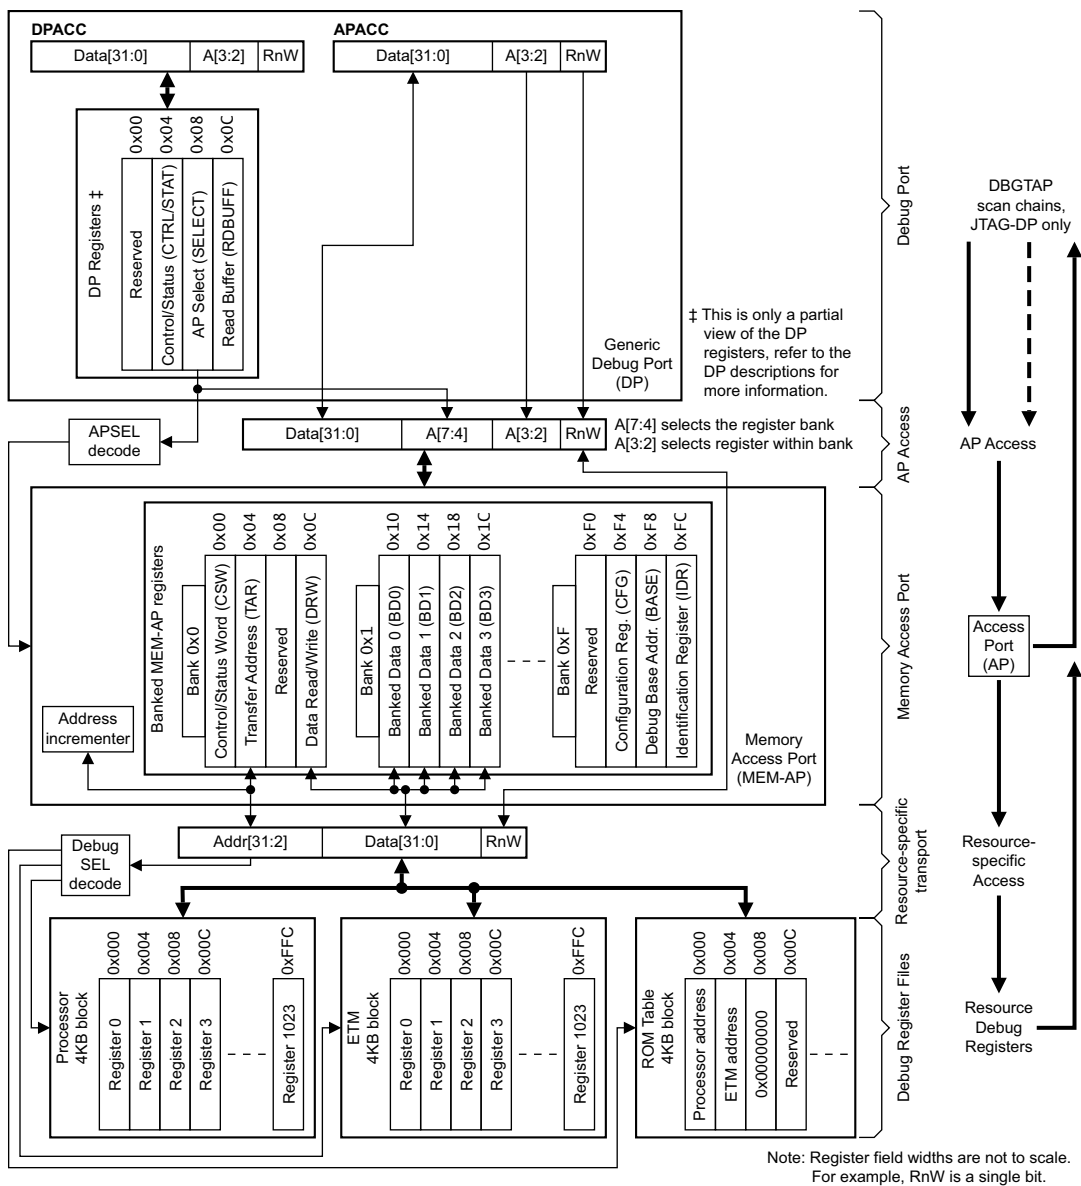 DPACC
Data[31:0]
A[3:2]
RnW
APACC
Data[31:0]
A[3:2]
RnW
DP Registers ‡
0x00
0x04
0x08
0x0C
Reserved
Control/Status (CTRL/STAT)
AP Select (SELECT)
Read Buffer (RDBUFF)
Generic
Debug Port
(DP)
‡ This is only a partial
view of the DP
registers, refer to the
DP descriptions for
more information.
Debug Port
DBGTAP
scan chains,
JTAG-DP only
APSEL
decode
Data[31:0]
A[7:4]
A[3:2]
RnW
A[7:4] selects the register bank
A[3:2] selects register within bank
AP Access
AP Access
Banked MEM-AP registers
Bank 0x0
0x00
0x04
0x08
0x0C
Control/Status Word (CSW)
Transfer Address (TAR)
Reserved
Data Read/Write (DRW)
Bank 0x1
0x10
0x14
0x18
0x1C
Banked Data 0 (BD0)
Banked Data 1 (BD1)
Banked Data 2 (BD2)
Banked Data 3 (BD3)
Bank 0xF
0xF0
0xF4
0xF8
0xFC
Reserved
Configuration Reg. (CFG)
Debug Base Addr. (BASE)
Identification Register (IDR)
Address
incrementer
Memory
Access Port
(MEM-AP)
Memory Access Port
Access
Port
(AP)
Debug
SEL
decode
Addr[31:2]
Data[31:0]
RnW
Resource-specific
transport
Resource-
specific
Access
Processor
4KB block
0x000
0x004
0x008
0x00C
0xFFC
Register 0
Register 1
Register 2
Register 3
Register 1023
ETM
4KB block
0x000
0x004
0x008
0x00C
0xFFC
Register 0
Register 1
Register 2
Register 3
Register 1023
ROM Table
4KB block
0x000
0x004
0x008
0x00C
Processor address
ETM address
0x00000000
Reserved
Debug Register Files
Resource
Debug
Registers
Note: Register field widths are not to scale.
For example, RnW is a single bit.